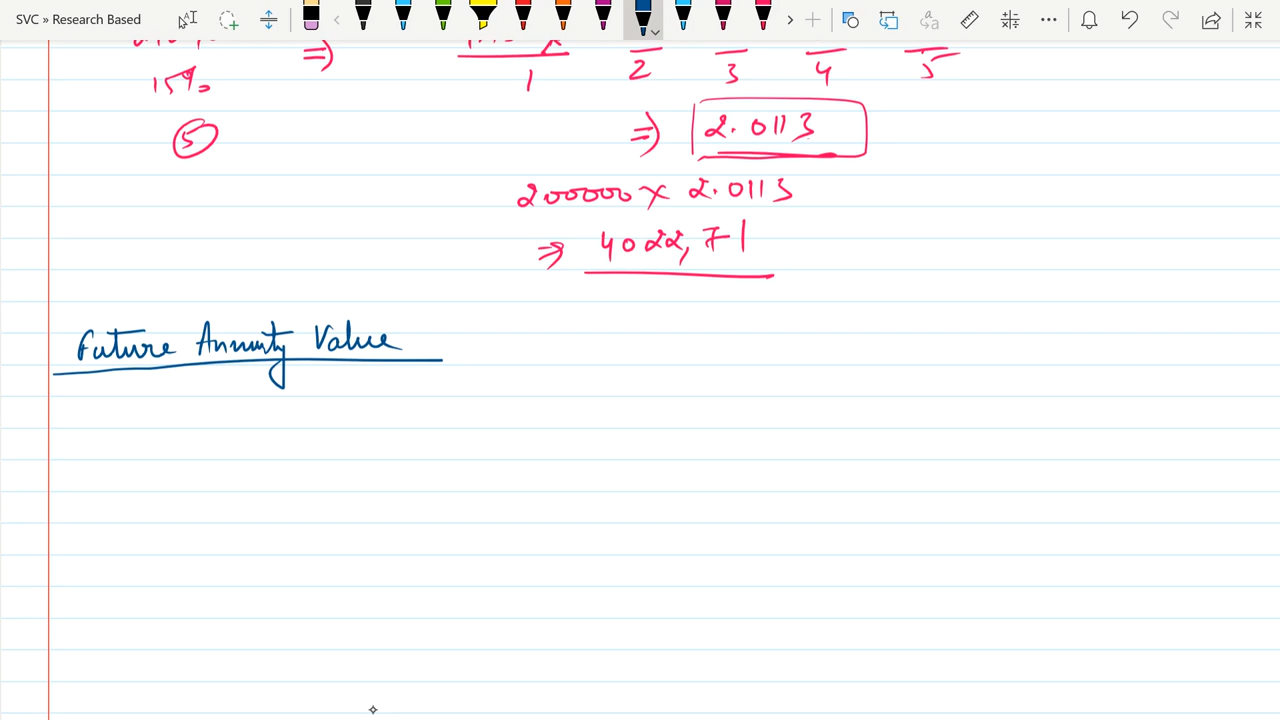 SVC » Research Based
⇒ 1 2 3 4 5
15%
5 ⇒ 2.0113
200000 × 2.0113
⇒ 4022,71
Future Annuity Value